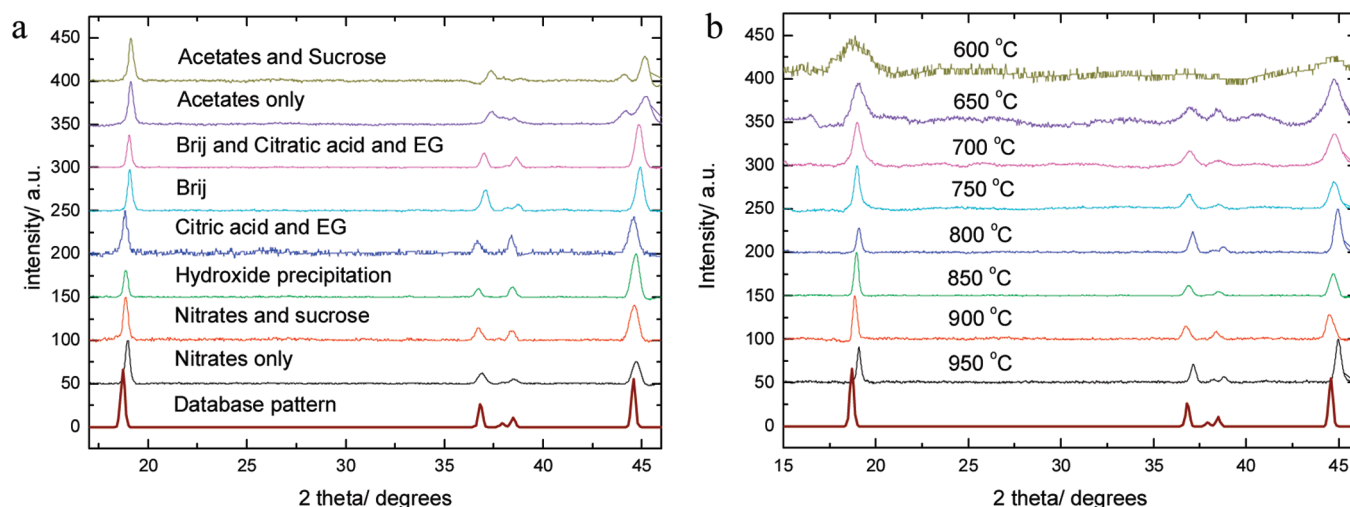 a
450
400
350
300
250
200
150
100
50
0
intensity/ a.u.
Acetates and Sucrose
Acetates only
Brij and Citratic acid and EG
Brij
Citric acid and EG
Hydroxide precipitation
Nitrates and sucrose
Nitrates only
Database pattern
20 25 30 35 40 45
2 theta/ degrees
b
450
400
350
300
250
200
150
100
50
0
Intensity/ a.u.
600 °C
650 °C
700 °C
750 °C
800 °C
850 °C
900 °C
950 °C
15 20 25 30 35 40 45
2 theta/ degrees